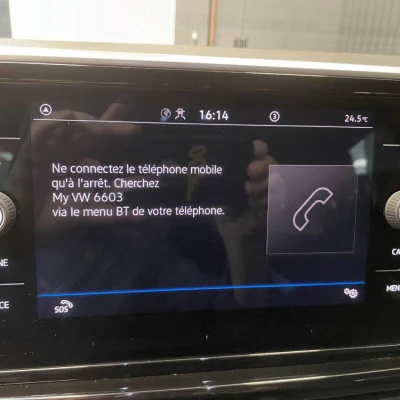 16:14
3
24.5°C
Ne connectez le téléphone mobile
qu'à l'arrêt. Cherchez
My VW 6603
via le menu BT de votre téléphone.
SOS